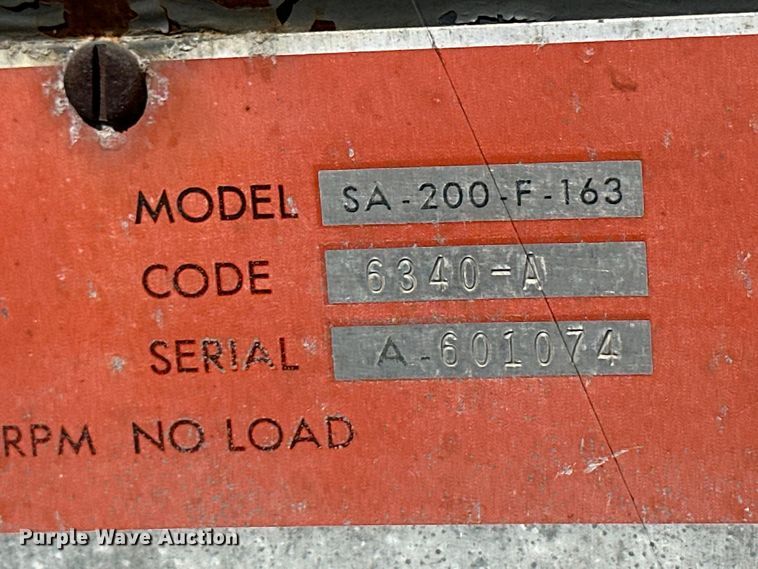 MODEL SA-200-F-163
CODE 6340-A
SERIAL A-601074
RPM NO LOAD
Purple Wave Auction